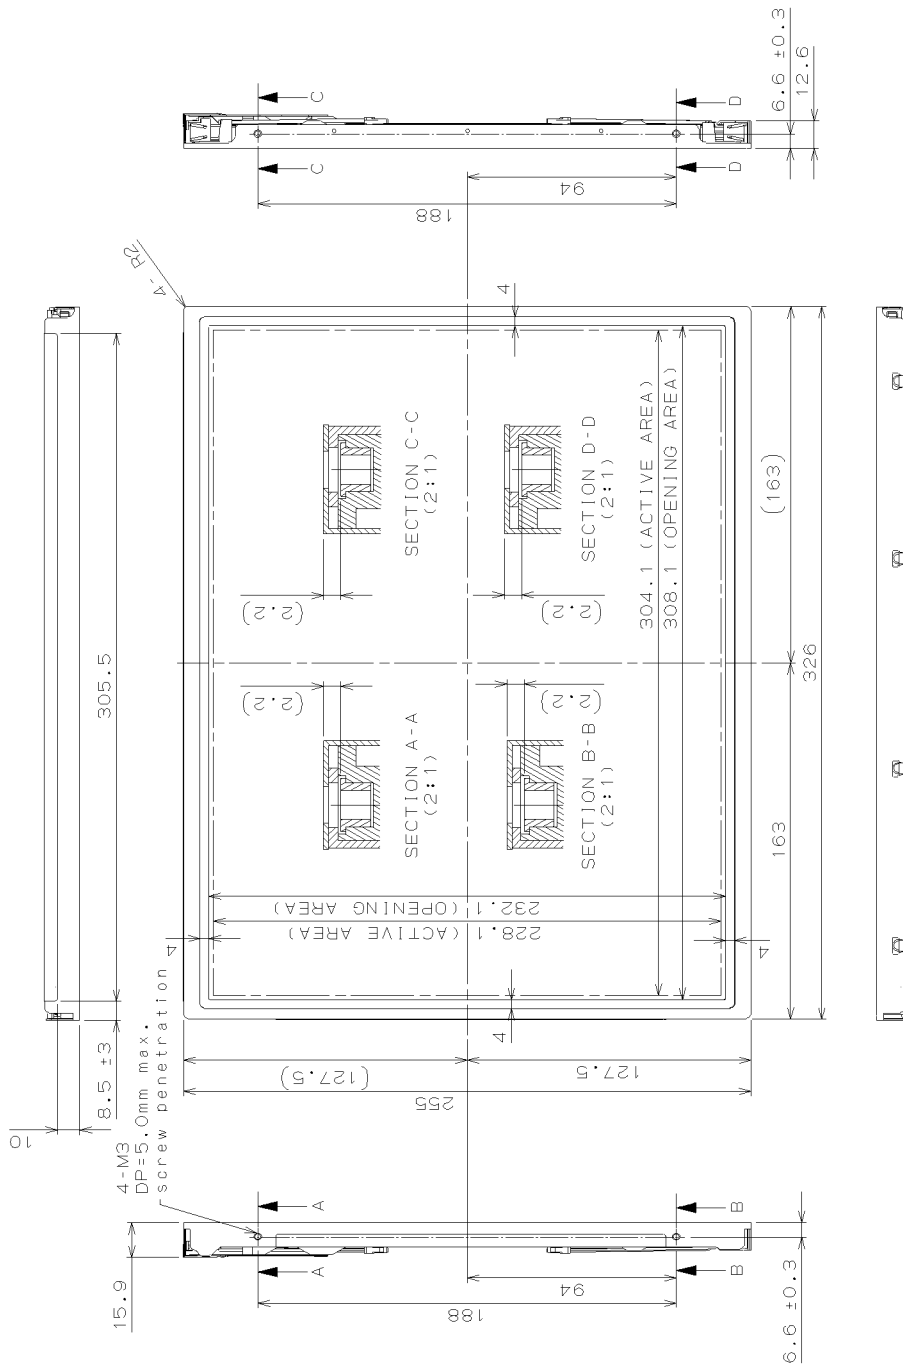 C
D
6.6 ±0.3
12.6
C
D
94
188
4- R2
4
SECTION C-C
(2:1)
SECTION D-D
(2:1)
304.1 (ACTIVE AREA)
308.1 (OPENING AREA)
(163)
(2.2)
(2.2)
305.5
326
(2.2)
(2.2)
SECTION A-A
(2:1)
SECTION B-B
(2:1)
163
232.1 (OPENING AREA)
228.1 (ACTIVE AREA)
4
4
4
8.5 ±3
10
(127.5)
127.5
255
4-M3
DP=5.0mm max.
screw penetration
A
B
15.9
A
B
94
188
6.6 ±0.3